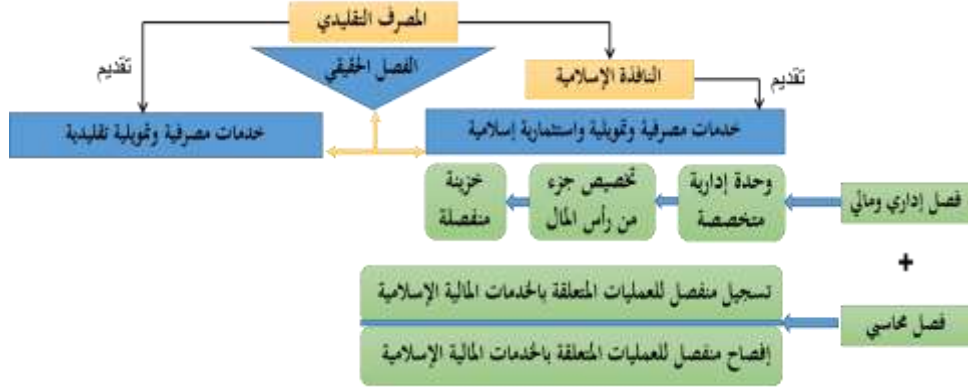 المصرف التقليدي
الفصل الحقيقي
تقديم
النافذة الإسلامية
تقديم
خدمات مصرفية وتمويلية واستثمارية إسلامية
خدمات مصرفية وتمويلية تقليدية
فصل إداري ومالي
وحدة إدارية
متخصصة
تخصيص جزء
من رأس المال
خزينة
منفصلة
+
فصل محاسبي
تسجيل منفصل للعمليات المتعلقة بالخدمات المالية الإسلامية
إفصاح منفصل للعمليات المتعلقة بالخدمات المالية الإسلامية